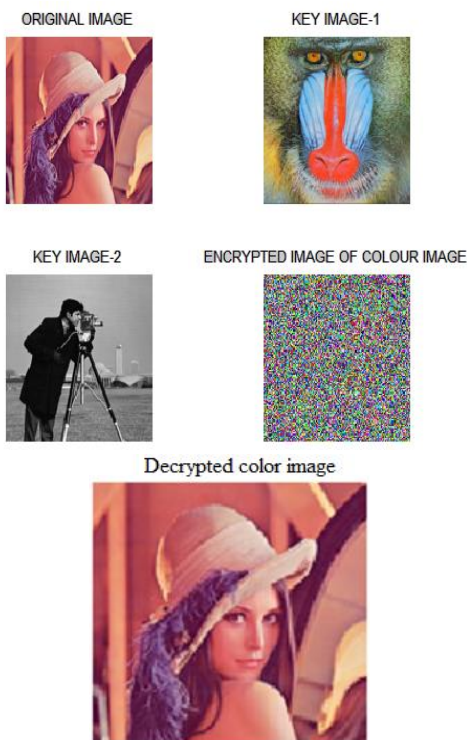 ORIGINAL IMAGE
KEY IMAGE-1
KEY IMAGE-2
ENCRYPTED IMAGE OF COLOUR IMAGE
Decrypted color image